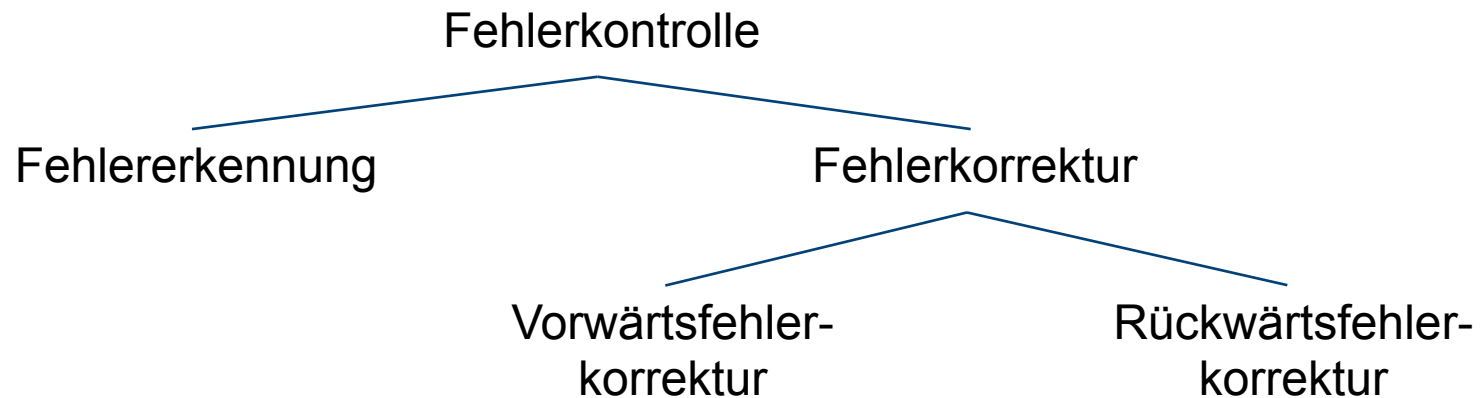 Fehlerkontrolle
Fehlererkennung
Fehlerkorrektur
Vorwärtsfehler-
korrektur
Rückwärtsfehler-
korrektur